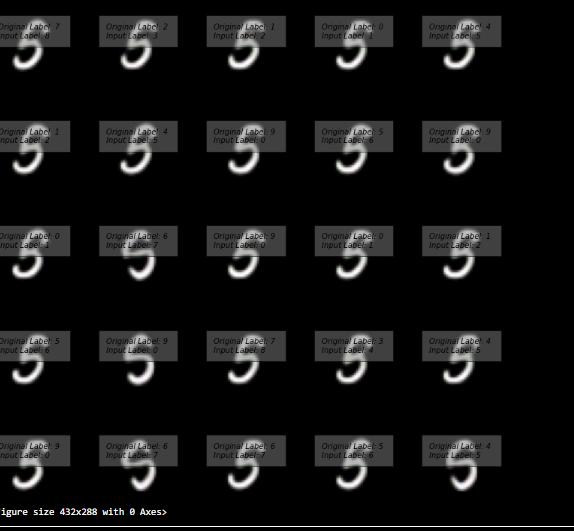 Original Label: 7
Input Label: 8
Original Label: 2
Input Label: 3
Original Label: 1
Input Label: 2
Original Label: 0
Input Label: 1
Original Label: 4
Input Label: 5
Original Label: 1
Input Label: 2
Original Label: 4
Input Label: 5
Original Label: 9
Input Label: 0
Original Label: 5
Input Label: 6
Original Label: 9
Input Label: 0
Original Label: 0
Input Label: 1
Original Label: 6
Input Label: 7
Original Label: 9
Input Label: 0
Original Label: 0
Input Label: 1
Original Label: 1
Input Label: 2
Original Label: 5
Input Label: 6
Original Label: 9
Input Label: 0
Original Label: 7
Input Label: 8
Original Label: 3
Input Label: 4
Original Label: 4
Input Label: 5
Original Label: 9
Input Label: 0
Original Label: 6
Input Label: 7
Original Label: 6
Input Label: 7
Original Label: 5
Input Label: 6
Original Label: 4
Input Label: 5
igure size 432x288 with 0 Axes>